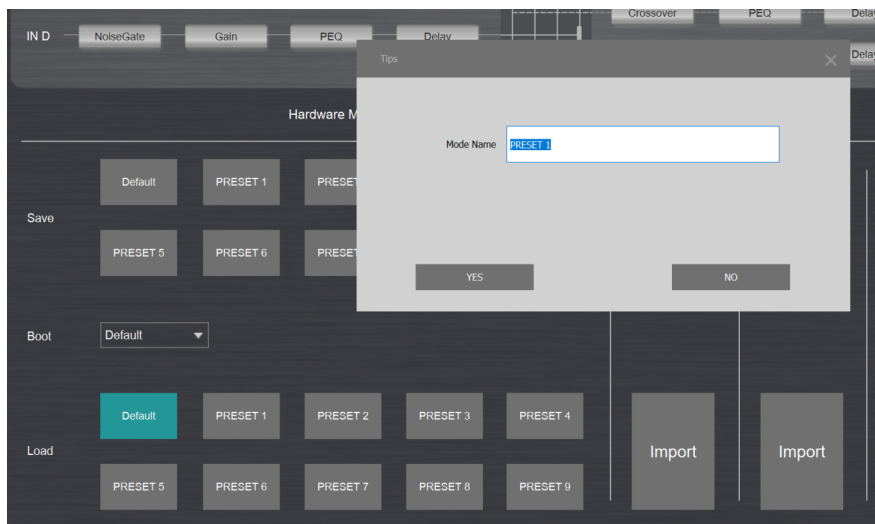 Crossover PEQ Delay
IN D NoiseGate Gain PEQ Delay
Tips
Delay
Hardware M
Mode Name PRESET 1
Default PRESET 1 PRESET
Save
PRESET 5 PRESET 6 PRESET
YES NO
Boot Default
Default PRESET 1 PRESET 2 PRESET 3 PRESET 4
Load Import Import
PRESET 5 PRESET 6 PRESET 7 PRESET 8 PRESET 9